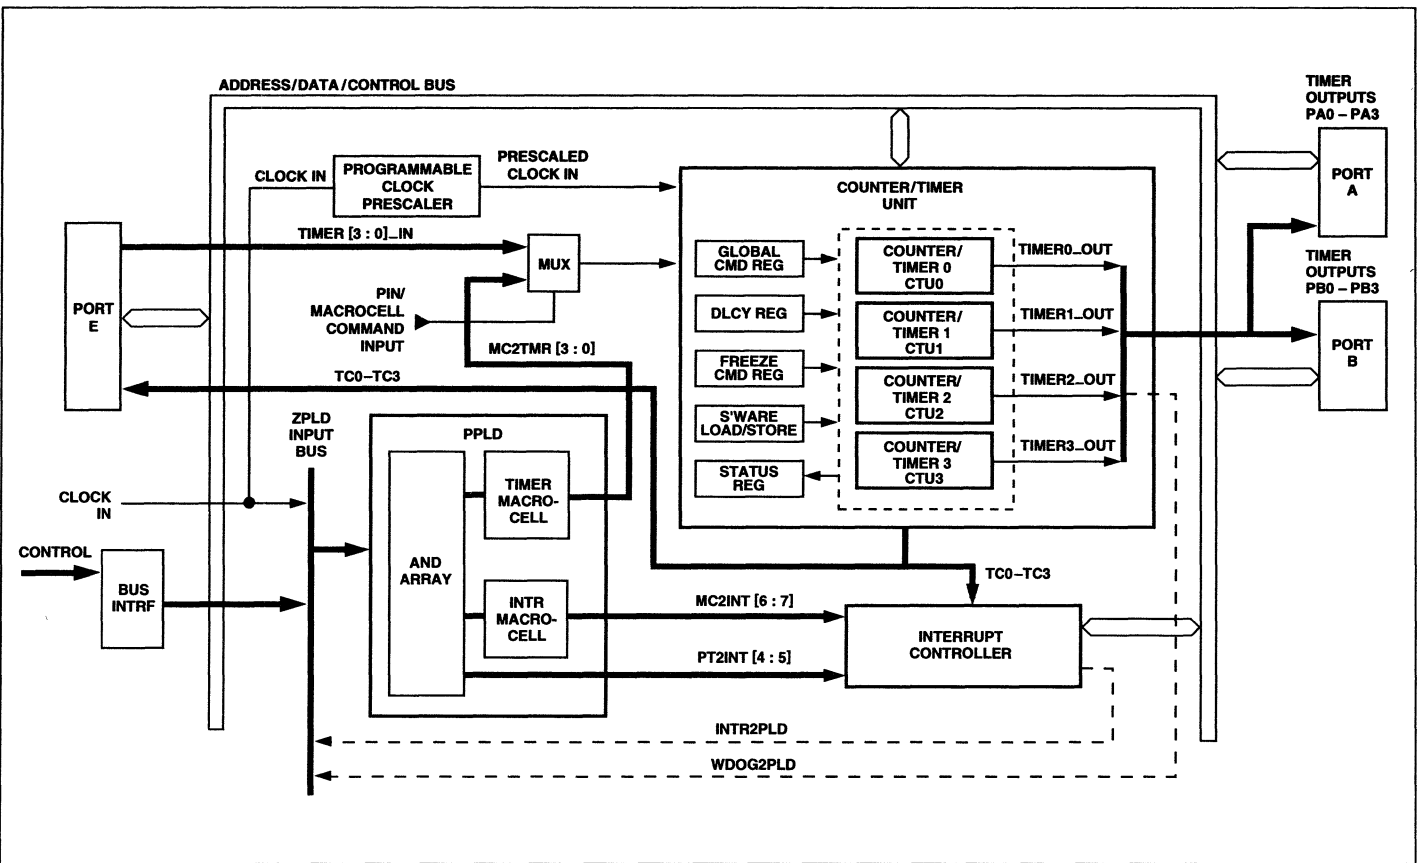 ADDRESS/DATA/CONTROL BUS
TIMER
OUTPUTS
PA0 – PA3
PORT
A
CLOCK IN
PROGRAMMABLE
CLOCK
PRESCALER
PRESCALED
CLOCK IN
COUNTER/TIMER
UNIT
TIMER [3 : 0]_IN
MUX
PORT
E
PIN/
MACROCELL
COMMAND
INPUT
MC2TMR [3 : 0]
TC0–TC3
GLOBAL
CMD REG
DLCY REG
FREEZE
CMD REG
S'WARE
LOAD/STORE
STATUS
REG
COUNTER/
TIMER 0
CTU0
COUNTER/
TIMER 1
CTU1
COUNTER/
TIMER 2
CTU2
COUNTER/
TIMER 3
CTU3
TIMER0_OUT
TIMER1_OUT
TIMER2_OUT
TIMER3_OUT
TIMER
OUTPUTS
PB0 – PB3
PORT
B
ZPLD
INPUT
BUS
PPLD
AND
ARRAY
TIMER
MACRO-
CELL
INTR
MACRO-
CELL
CLOCK
IN
CONTROL
BUS
INTRF
TC0–TC3
MC2INT [6 : 7]
PT2INT [4 : 5]
INTERRUPT
CONTROLLER
INTR2PLD
WDOG2PLD